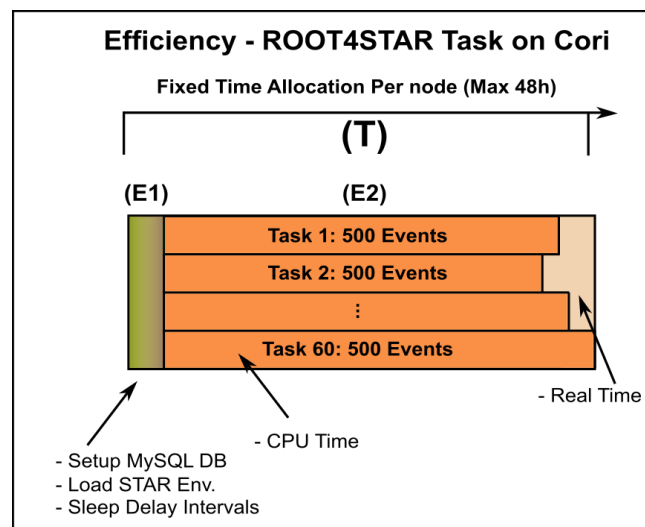 Efficiency - ROOT4STAR Task on Cori
Fixed Time Allocation Per node (Max 48h)
(T)
(E1)
(E2)
Task 1: 500 Events
Task 2: 500 Events
⋮
Task 60: 500 Events
- Real Time
- CPU Time
- Setup MySQL DB
- Load STAR Env.
- Sleep Delay Intervals